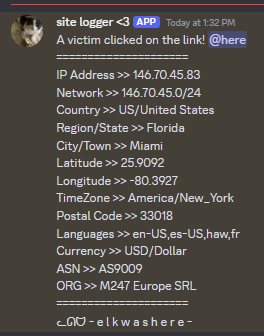 site logger <3 APP Today at 1:32 PM
A victim clicked on the link! @here
=====================
IP Address >> 146.70.45.83
Network >> 146.70.45.0/24
Country >> US/United States
Region/State >> Florida
City/Town >> Miami
Latitude >> 25.9092
Longitude >> -80.3927
TimeZone >> America/New_York
Postal Code >> 33018
Languages >> en-US,es-US,haw,fr
Currency >> USD/Dollar
ASN >> AS9009
ORG >> M247 Europe SRL
=====================
- e l k w a s h e r e -